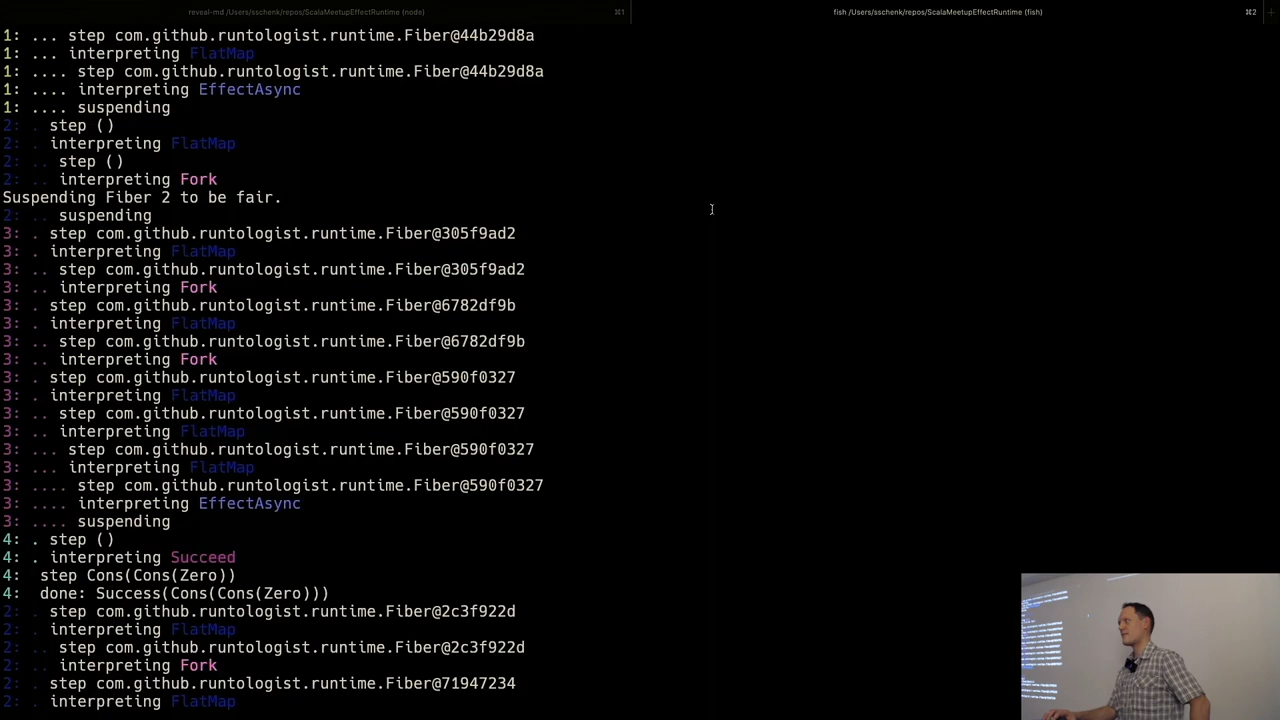 reveal-md /Users/sschenk/repos/ScalaMeetupEffectRuntime (node) ⌘1 fish /Users/sschenk/repos/ScalaMeetupEffectRuntime (fish) ⌘2 +
1: ... step com.github.runtologist.runtime.Fiber@44b29d8a
1: ... interpreting FlatMap
1: .... step com.github.runtologist.runtime.Fiber@44b29d8a
1: .... interpreting EffectAsync
1: .... suspending
2: . step ()
2: . interpreting FlatMap
2: .. step ()
2: .. interpreting Fork
Suspending Fiber 2 to be fair.
2: .. suspending
3: . step com.github.runtologist.runtime.Fiber@305f9ad2
3: . interpreting FlatMap
3: .. step com.github.runtologist.runtime.Fiber@305f9ad2
3: .. interpreting Fork
3: . step com.github.runtologist.runtime.Fiber@6782df9b
3: . interpreting FlatMap
3: .. step com.github.runtologist.runtime.Fiber@6782df9b
3: .. interpreting Fork
3: . step com.github.runtologist.runtime.Fiber@590f0327
3: . interpreting FlatMap
3: .. step com.github.runtologist.runtime.Fiber@590f0327
3: .. interpreting FlatMap
3: ... step com.github.runtologist.runtime.Fiber@590f0327
3: ... interpreting FlatMap
3: .... step com.github.runtologist.runtime.Fiber@590f0327
3: .... interpreting EffectAsync
3: .... suspending
4: . step ()
4: . interpreting Succeed
4: step Cons(Cons(Zero))
4: done: Success(Cons(Cons(Zero)))
2: . step com.github.runtologist.runtime.Fiber@2c3f922d
2: . interpreting FlatMap
2: .. step com.github.runtologist.runtime.Fiber@2c3f922d
2: .. interpreting Fork
2: . step com.github.runtologist.runtime.Fiber@71947234
2: . interpreting FlatMap